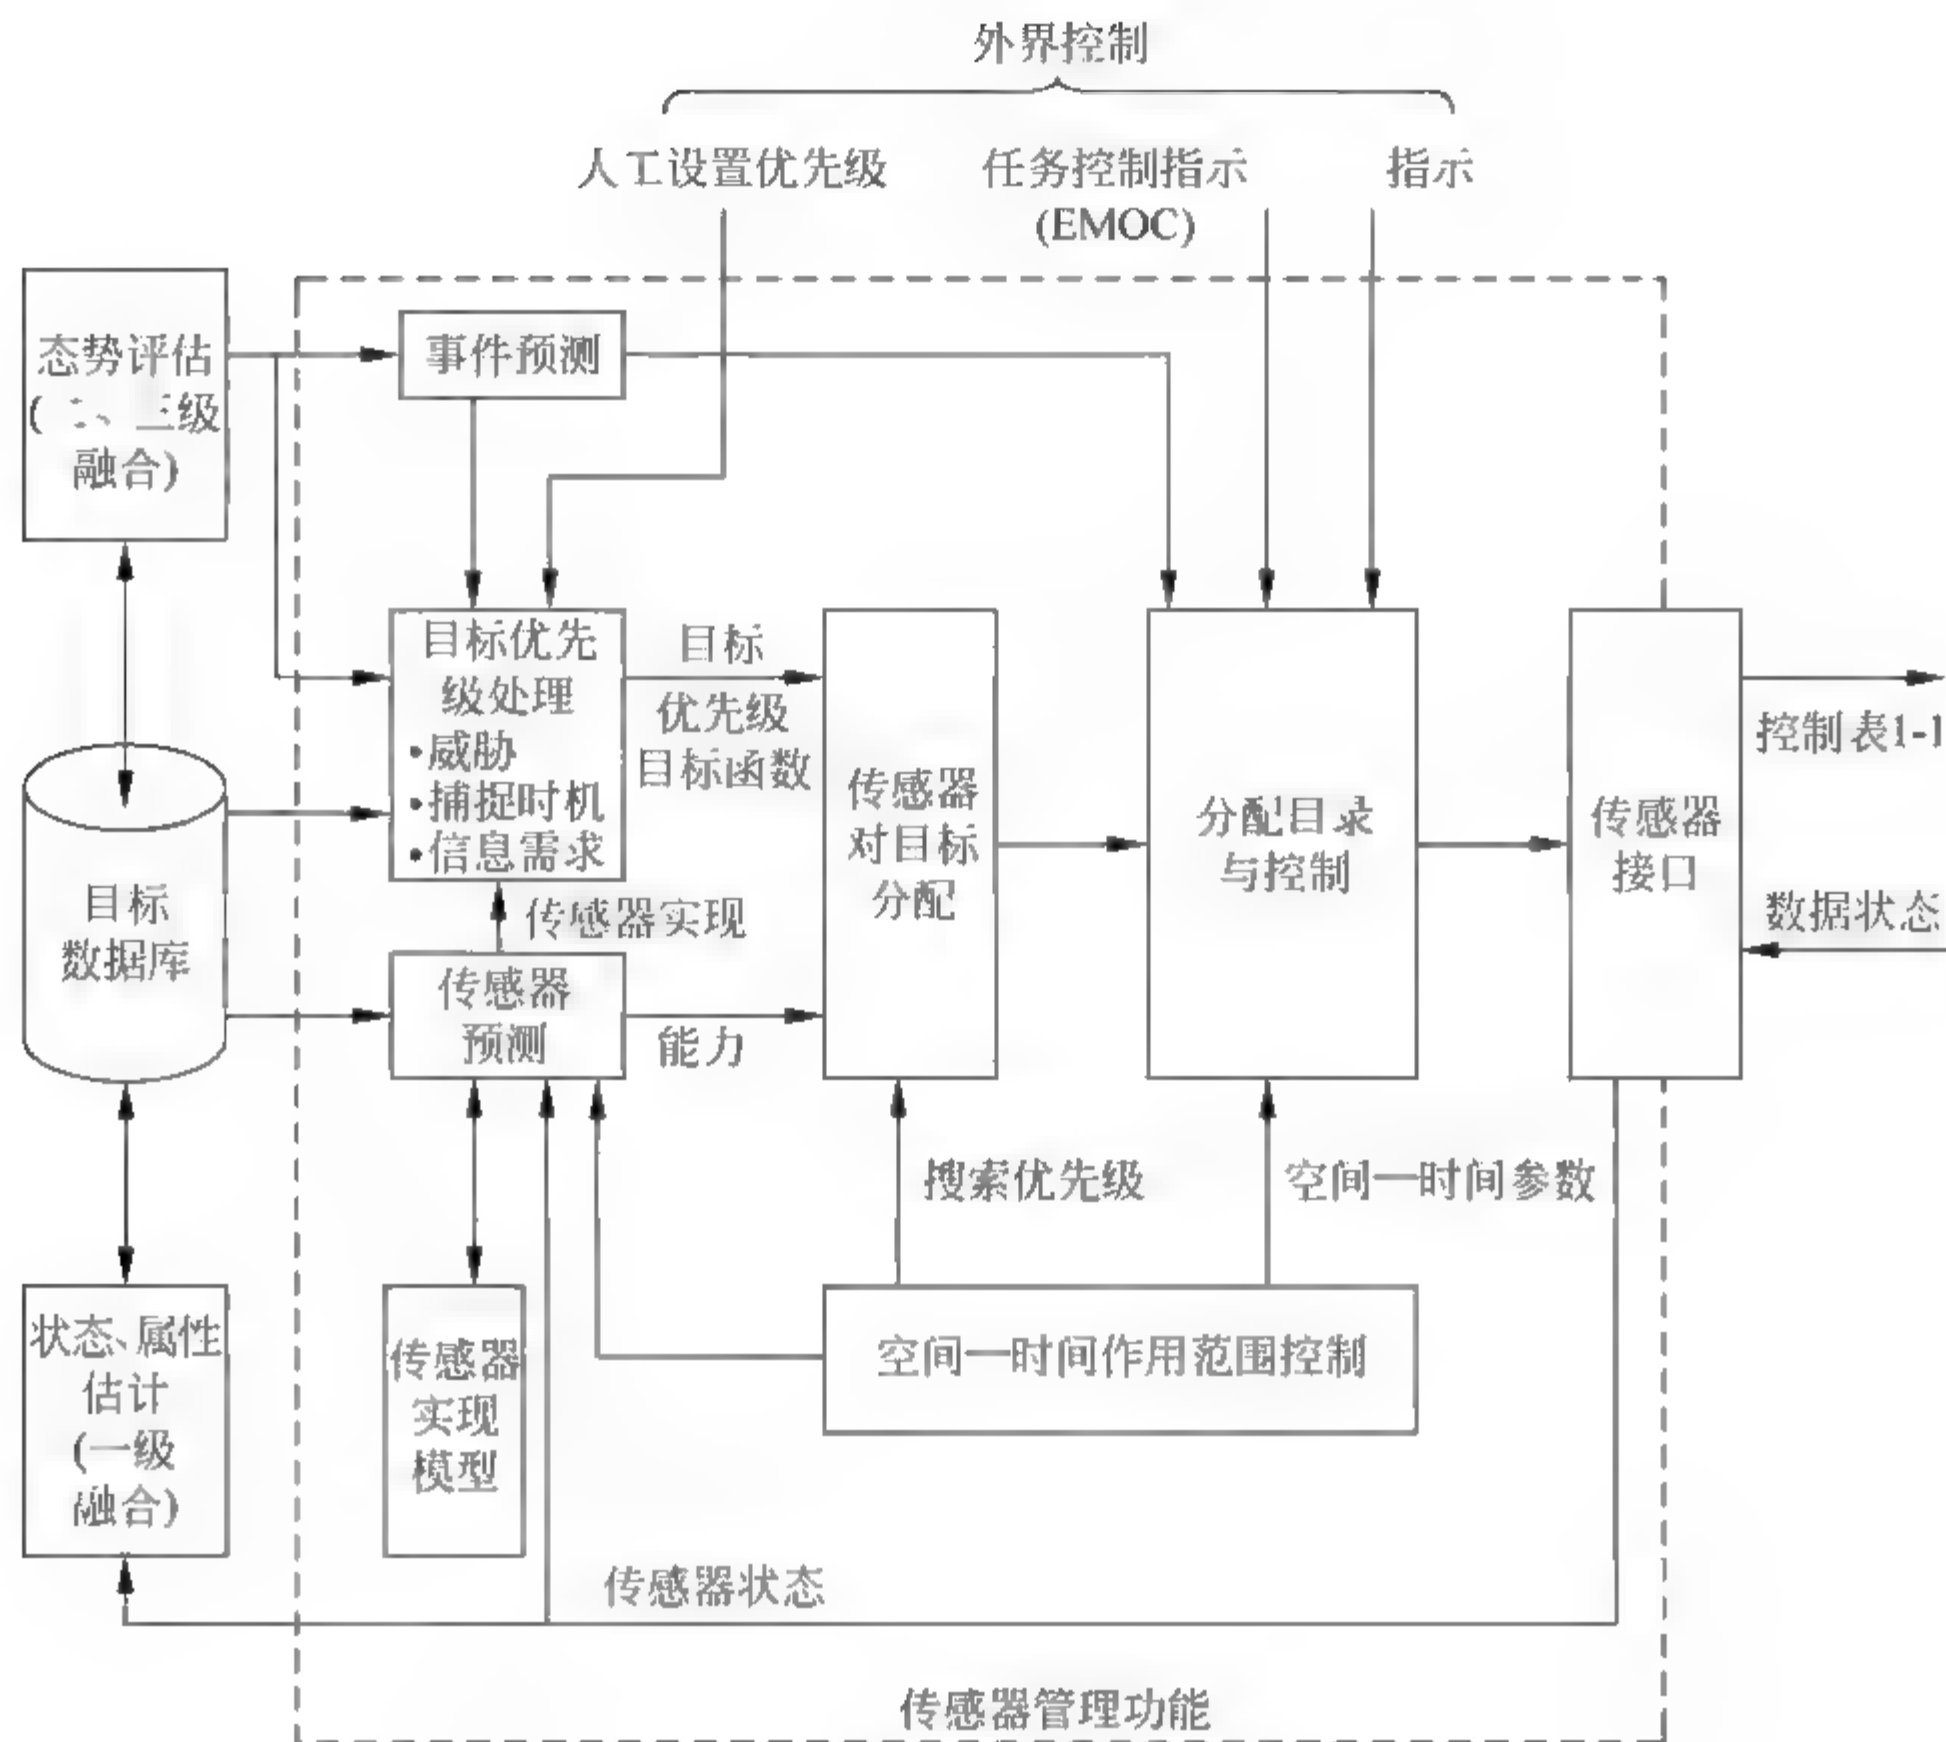 外界控制
人工设置优先级
任务控制指示
(EMOC)
指示
态势评估
(二、三级
融合)
事件预测
目标优先
级处理
•威胁
•捕捉时机
•信息需求
目标
优先级
目标函数
传感器
对目标
分配
分配目录
与控制
传感器
接口
控制表1-1
数据状态
目标
数据库
传感器实现
传感器
预测
能力
搜索优先级
空间一时间参数
状态、属性
估计
(一级
融合)
传感器
实现
模型
空间一时间作用范围控制
传感器状态
传感器管理功能